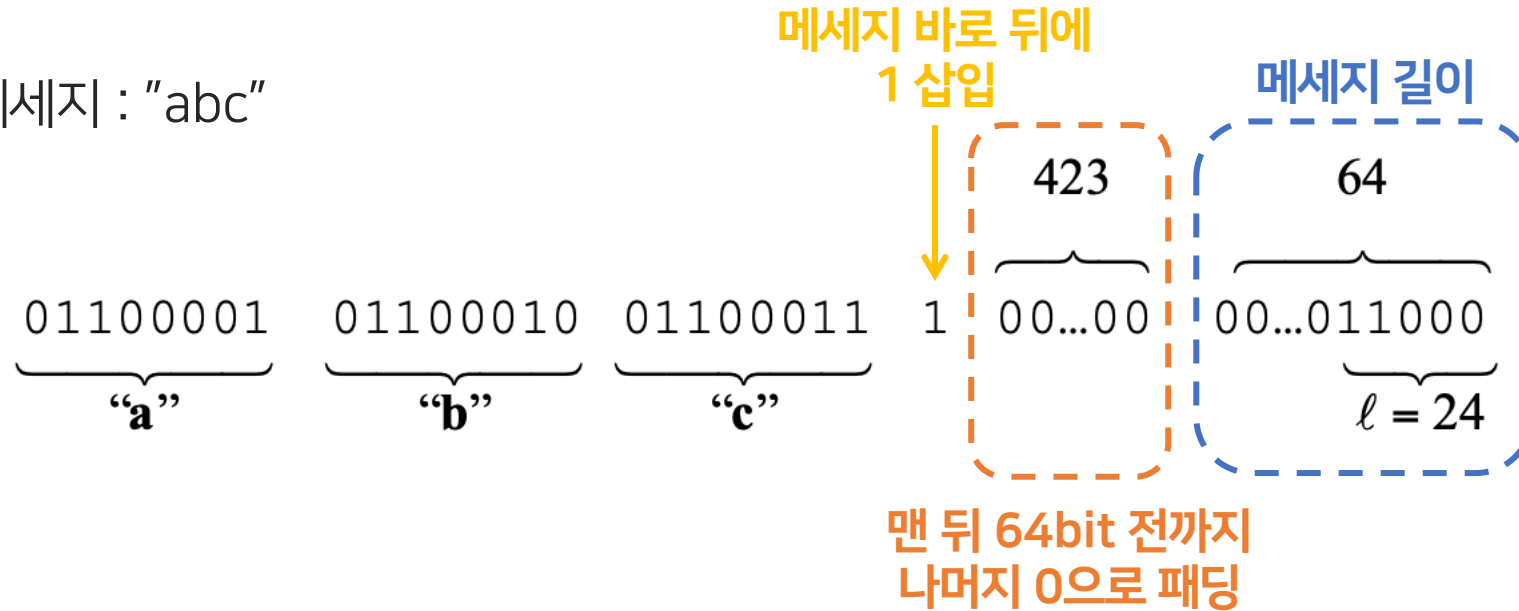 메세지 바로 뒤에
1 삽입
메세지 길이
세지 : "abc"
423
64
01100001 01100010 01100011 1 00...00 00...011000
“a” “b” “c” ℓ = 24
맨 뒤 64bit 전까지
나머지 0으로 패딩